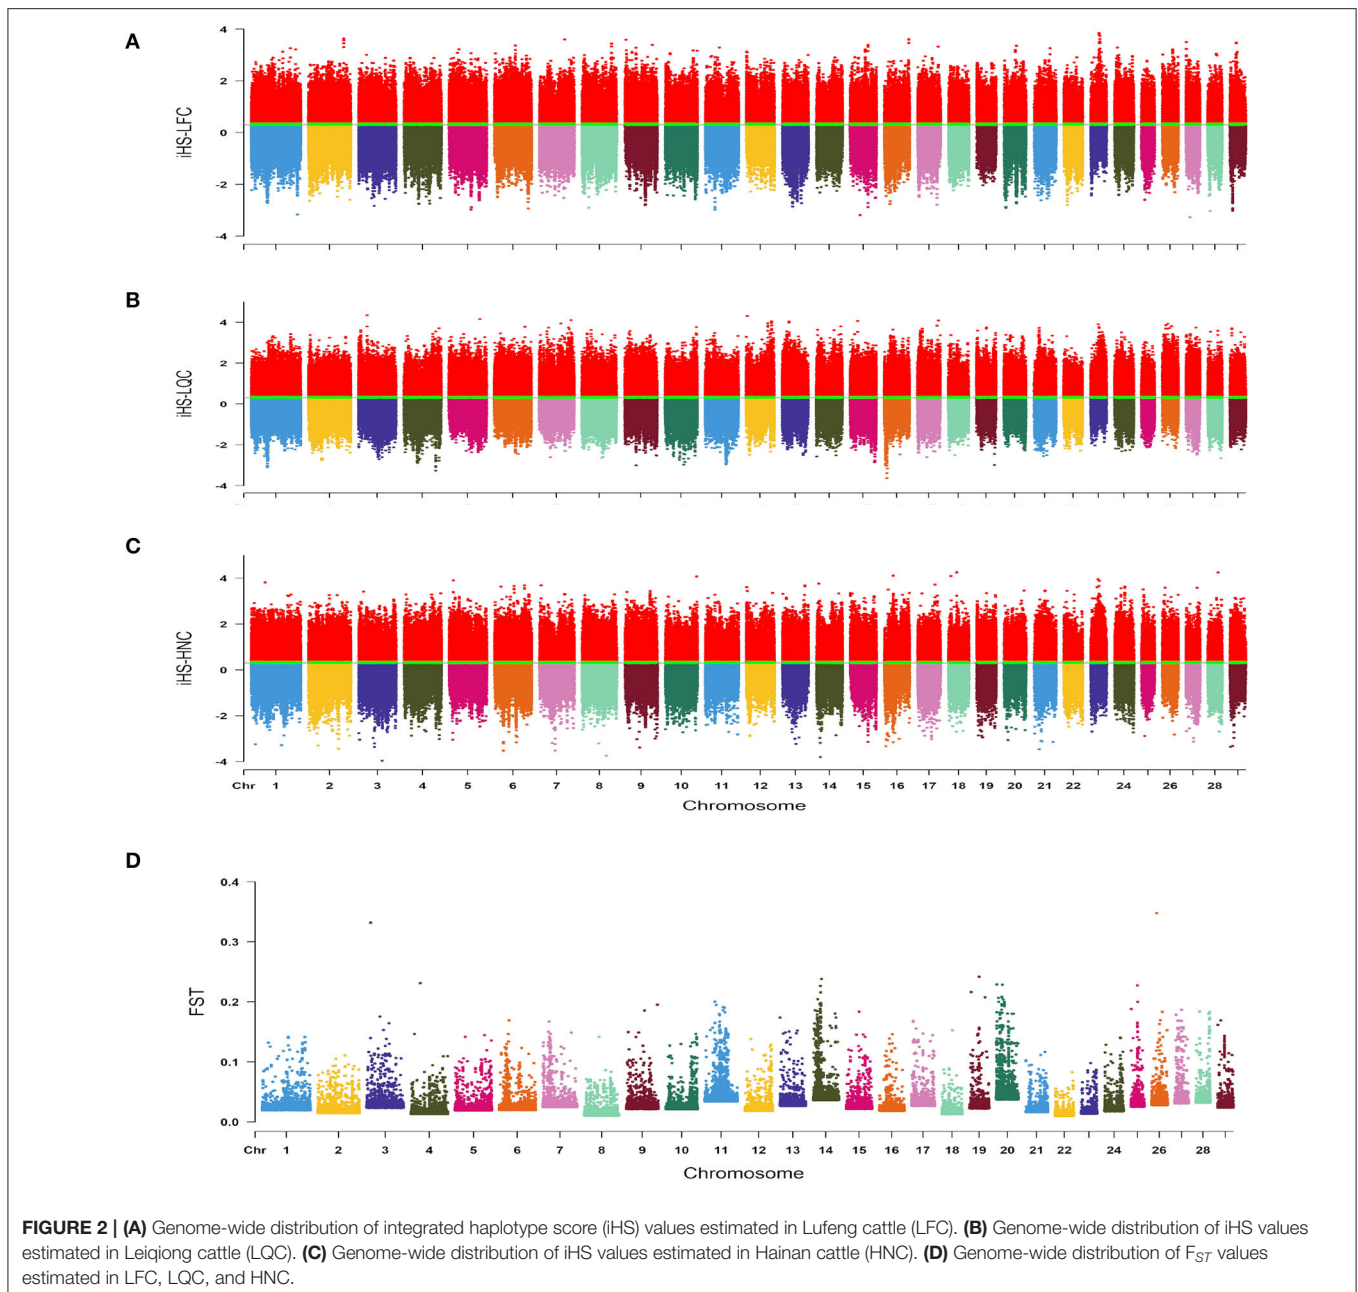 A
4
2
0
-2
-4
iHS-LFC
B
4
2
0
-2
-4
iHS-LQC
C
4
2
0
-2
-4
iHS-HNC
Chr 1 2 3 4 5 6 7 8 9 10 11 12 13 14 15 16 17 18 19 20 21 22 24 26 28
Chromosome
D
0.4
0.3
0.2
0.1
0.0
FST
Chr 1 2 3 4 5 6 7 8 9 10 11 12 13 14 15 16 17 18 19 20 21 22 24 26 28
Chromosome
FIGURE 2 | (A) Genome-wide distribution of integrated haplotype score (iHS) values estimated in Lufeng cattle (LFC). (B) Genome-wide distribution of iHS values
estimated in Leiqiong cattle (LQC). (C) Genome-wide distribution of iHS values estimated in Hainan cattle (HNC). (D) Genome-wide distribution of FST values
estimated in LFC, LQC, and HNC.